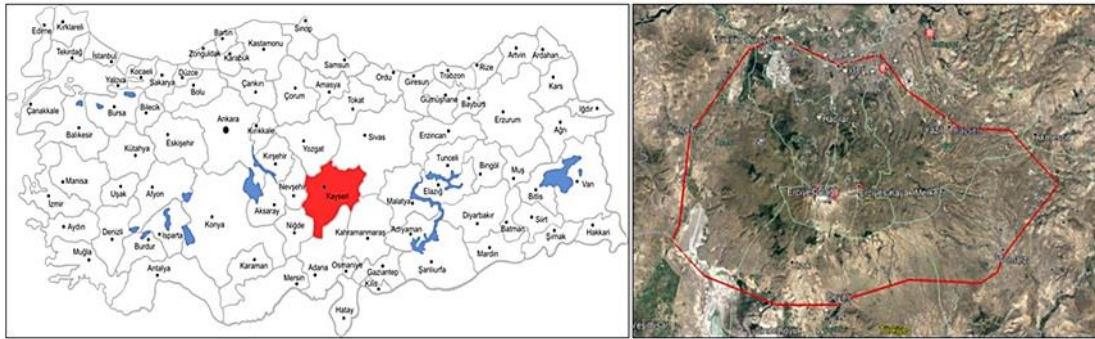 Edirne
Kırklareli
Tekirdağ
İstanbul
Kocaeli
Yalova
Sakarya
Düzce
Zonguldak
Bartın
Karabük
Kastamonu
Sinop
Samsun
Ordu
Giresun
Trabzon
Rize
Artvin
Ardahan
Kars
Iğdır
Çanakkale
Bursa
Bilecik
Bolu
Çankırı
Çorum
Amasya
Tokat
Gümüşhane
Bayburt
Erzurum
Ağrı
Balıkesir
Kütahya
Eskişehir
Ankara
Kırıkkale
Yozgat
Sivas
Erzincan
Kırşehir
Tunceli
Bingöl
Muş
Van
Manisa
İzmir
Uşak
Afyon
Nevşehir
Kayseri
Malatya
Elazığ
Bitlis
Aydın
Denizli
Isparta
Burdur
Konya
Aksaray
Niğde
Kahramanmaraş
Adıyaman
Diyarbakır
Batman
Siirt
Şırnak
Hakkari
Muğla
Antalya
Karaman
Mersin
Adana
Osmaniye
Gaziantep
Kilis
Şanlıurfa
Mardin
Hatay
Hacılar
Türkiye